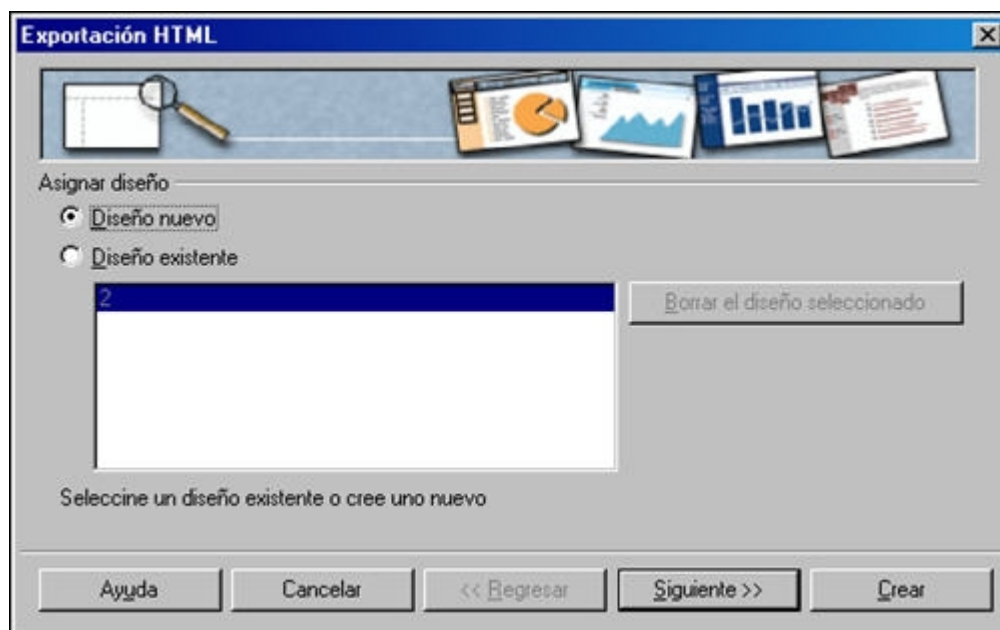 Exportación HTML
Asignar diseño
Diseño nuevo
Diseño existente
2
Borrar el diseño seleccionado
Seleccine un diseño existente o cree uno nuevo
Ayuda
Cancelar
<< Regresar
Siguiente >>
Crear